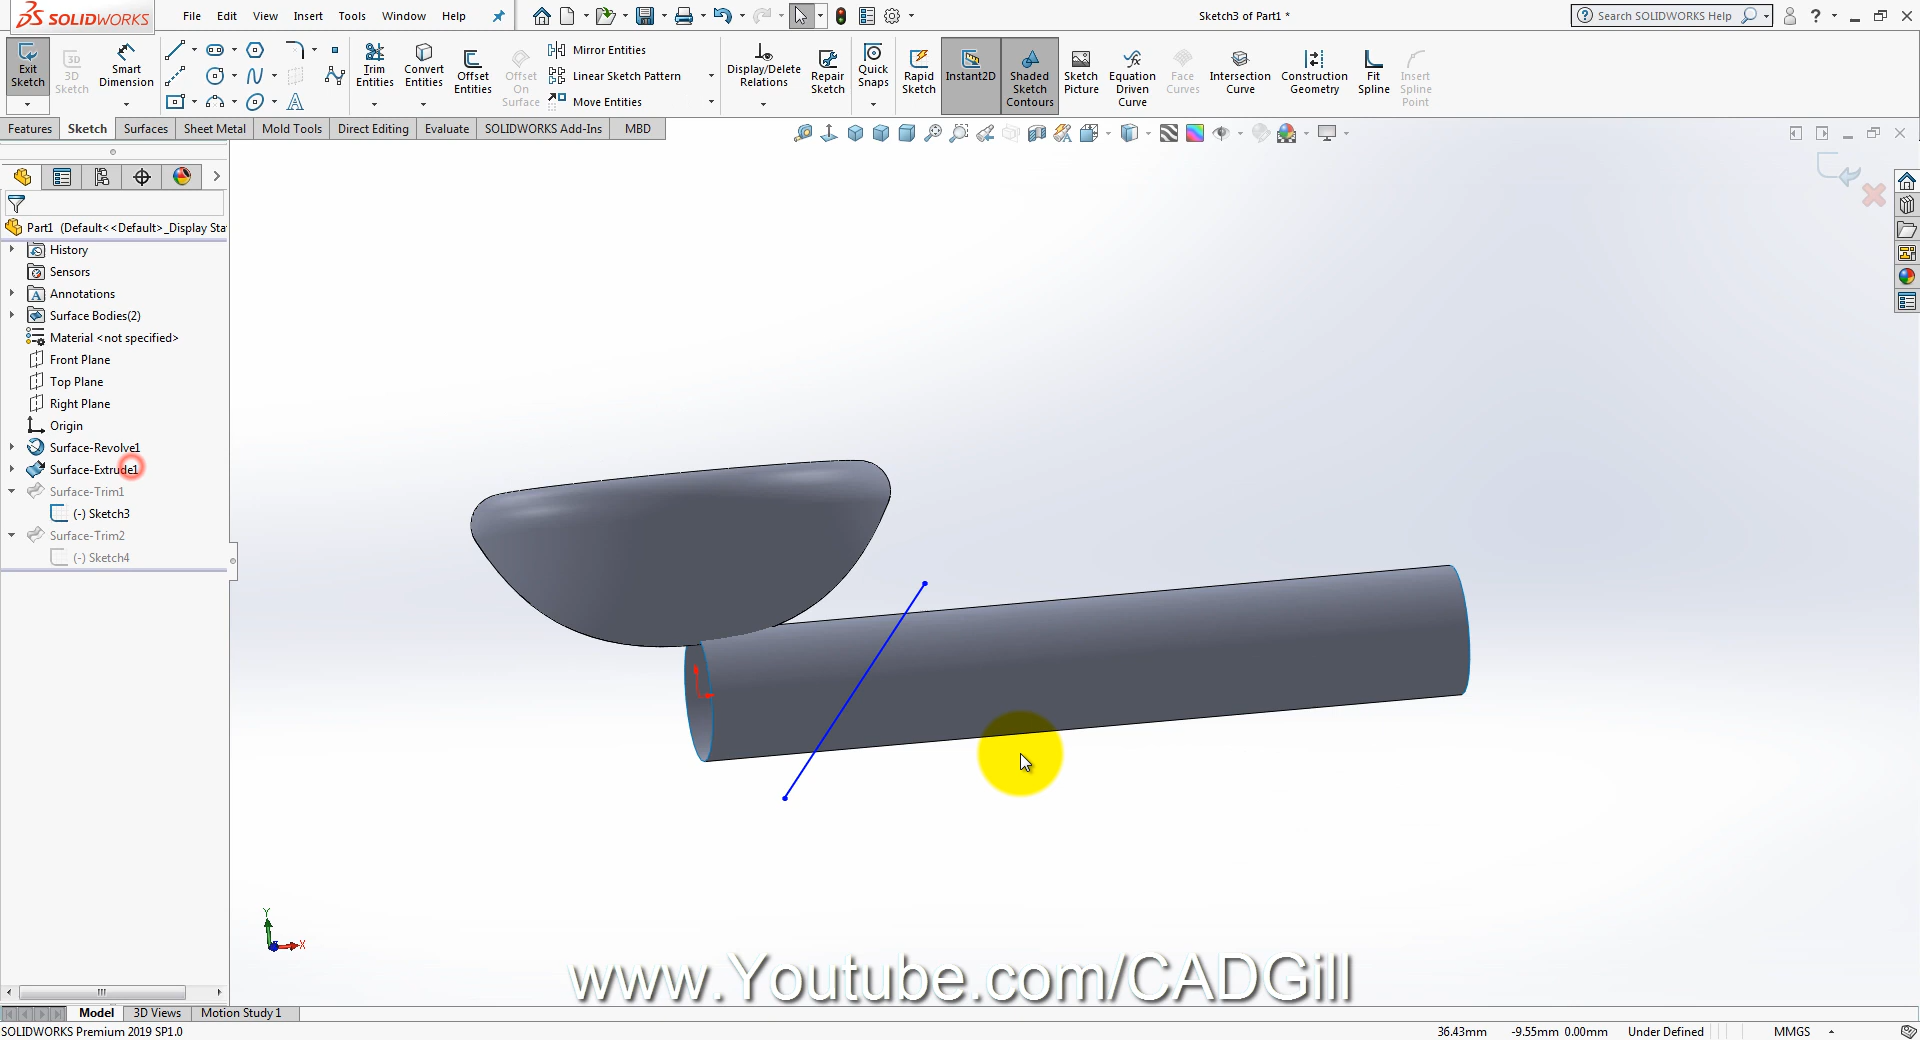 SOLIDWORKS File Edit View Insert Tools Window Help Sketch3 of Part1 * Search SOLIDWORKS Help
Exit Sketch
3D Sketch
Smart Dimension
Trim Entities
Convert Entities
Offset Entities
Offset On Surface
Mirror Entities
Linear Sketch Pattern
Move Entities
Display/Delete Relations
Repair Sketch
Quick Snaps
Rapid Sketch
Instant2D
Shaded Sketch Contours
Sketch Picture
Equation Driven Curve
Face Curves
Intersection Curve
Construction Geometry
Fit Spline
Insert Spline Point
Features Sketch Surfaces Sheet Metal Mold Tools Direct Editing Evaluate SOLIDWORKS Add-Ins MBD
Part1 (Default<<Default>_Display Sta
History
Sensors
Annotations
Surface Bodies(2)
Material <not specified>
Front Plane
Top Plane
Right Plane
Origin
Surface-Revolve1
Surface-Extrude1
Surface-Trim1
(-) Sketch3
Surface-Trim2
(-) Sketch4
Y
X
www.Youtube.com/CADGill
Model 3D Views Motion Study 1
SOLIDWORKS Premium 2019 SP1.0 36.43mm -9.55mm 0.00mm Under Defined MMGS